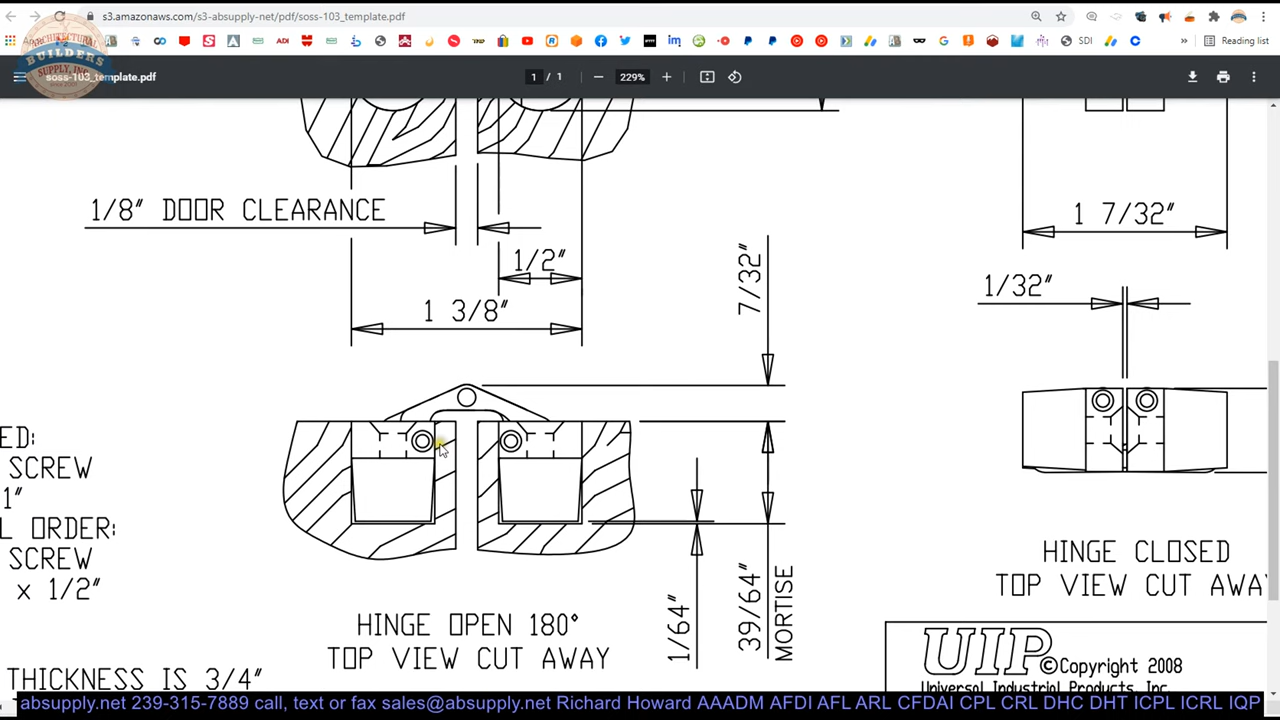 s3.amazonaws.com/s3-absupply-net/pdf/soss-103_template.pdf
Reading list
SDI
ADI
ARCHITECTURAL
BUILDERS
SUPPLY, INC
soss-103_template.pdf
1 / 1
229%
1/8" DOOR CLEARANCE
1/2"
1 3/8"
7/32"
1 7/32"
1/32"
ED:
SCREW
1"
L ORDER:
SCREW
x 1/2"
HINGE OPEN 180°
TOP VIEW CUT AWAY
1/64"
39/64"
MORTISE
HINGE CLOSED
TOP VIEW CUT AWAY
THICKNESS IS 3/4"
UIP ©Copyright 2008
Universal Industrial Products, Inc.
absupply.net 239-315-7889 call, text or fax sales@absupply.net Richard Howard AAADM AFDI AFL ARL CFDAI CPL CRL DHC DHT ICPL ICRL IQP